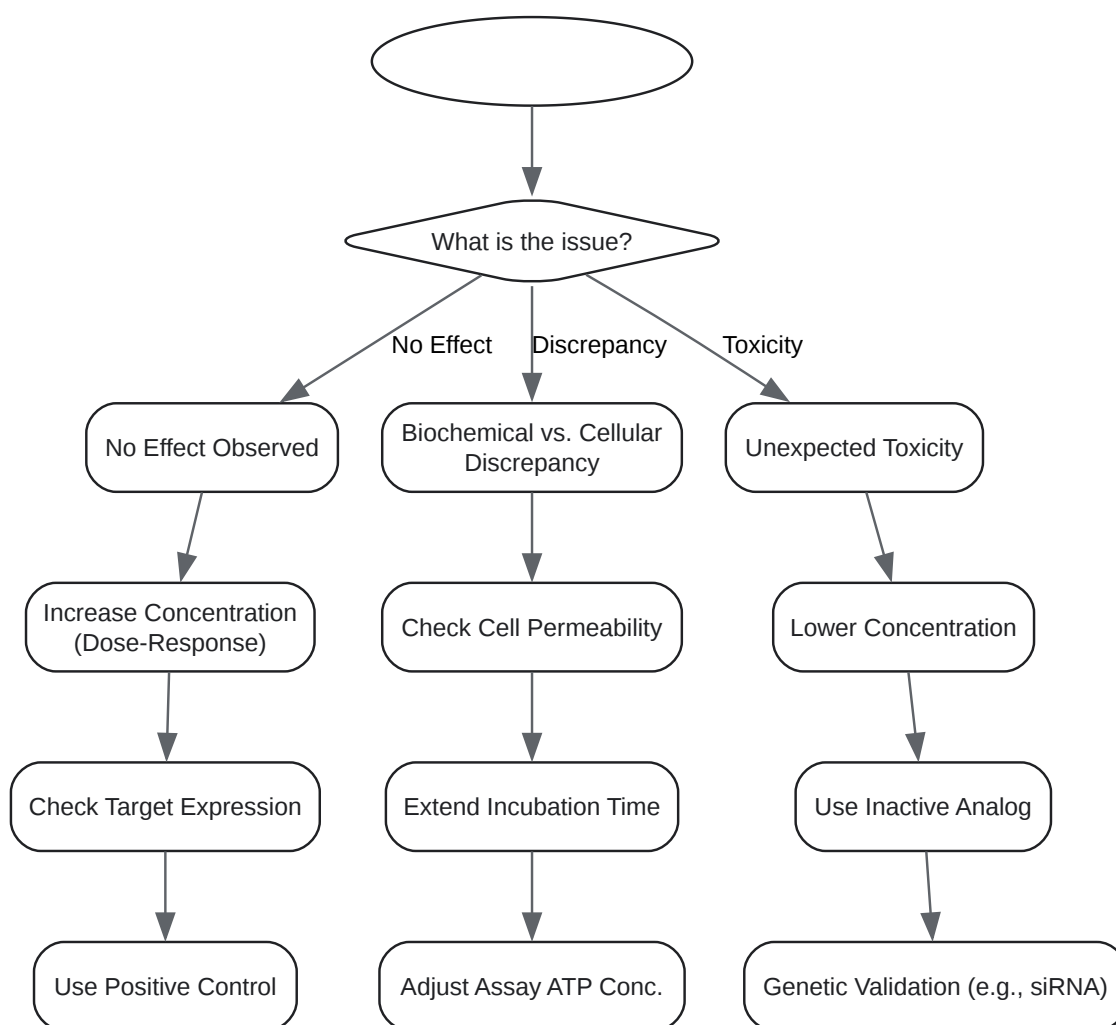 What is the issue?
No Effect
Discrepancy
Toxicity
No Effect Observed
Biochemical vs. Cellular
Discrepancy
Unexpected Toxicity
Increase Concentration
(Dose-Response)
Check Cell Permeability
Lower Concentration
Check Target Expression
Extend Incubation Time
Use Inactive Analog
Use Positive Control
Adjust Assay ATP Conc.
Genetic Validation (e.g., siRNA)